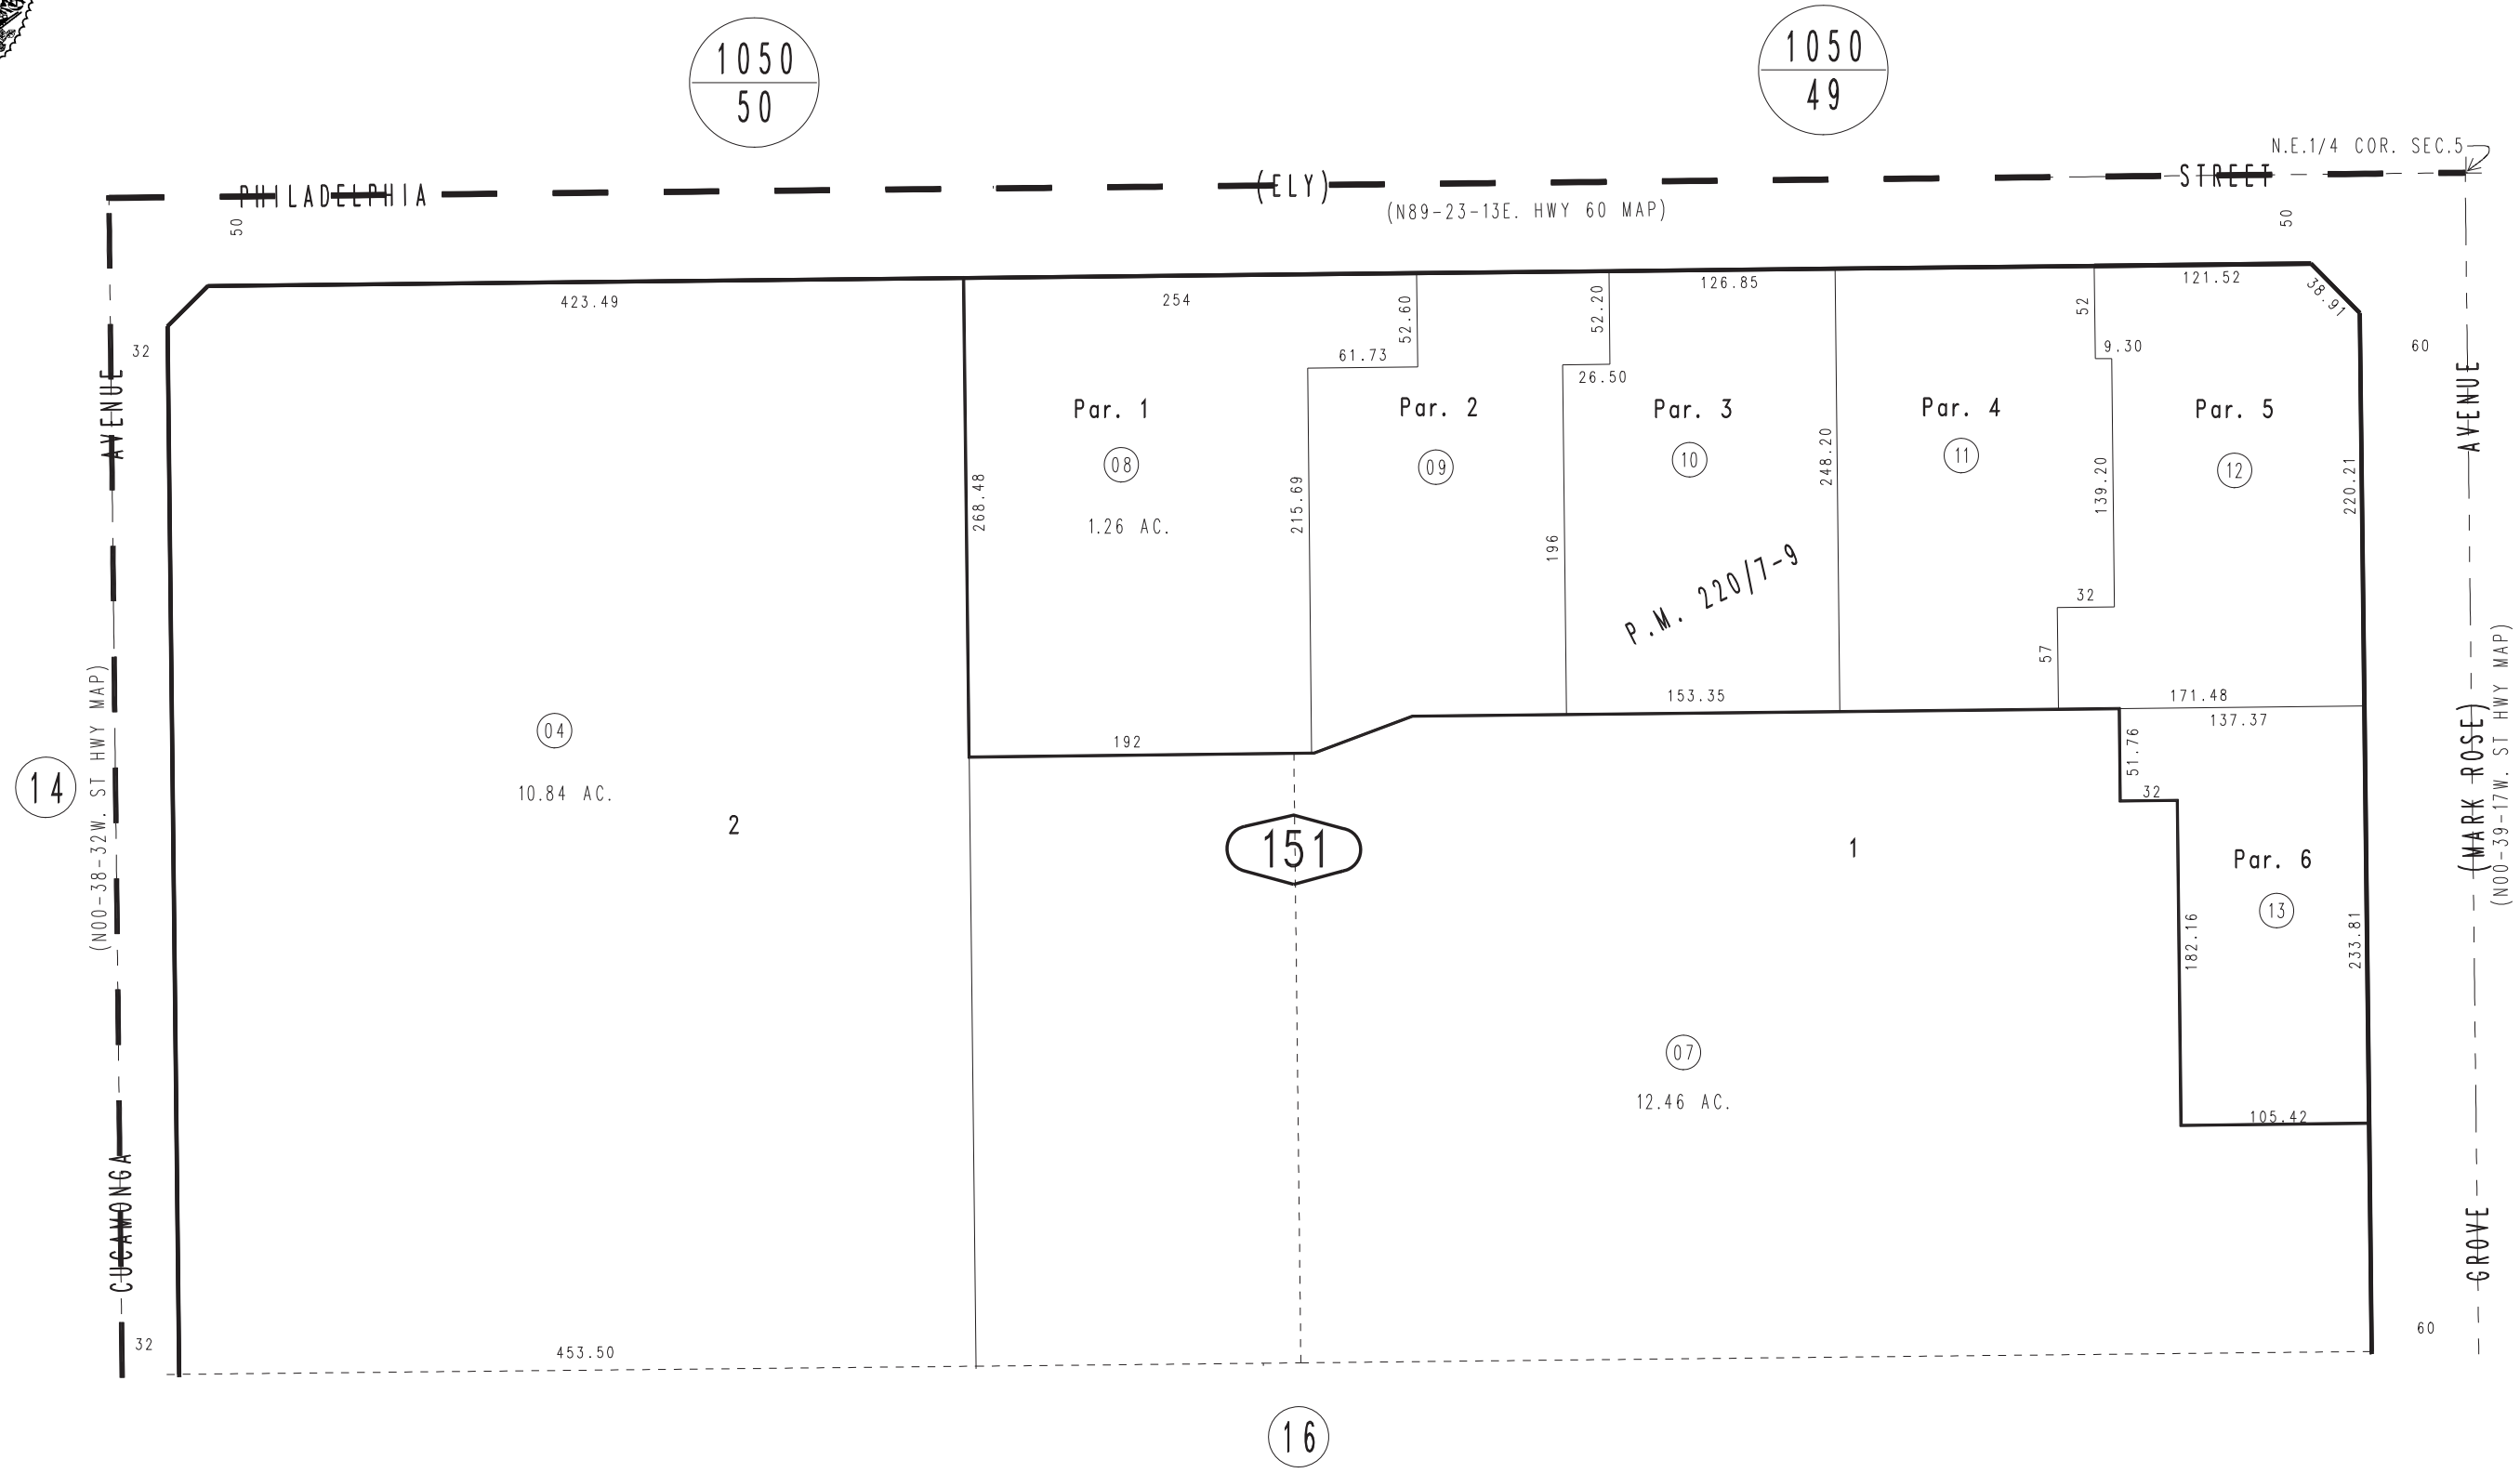 1050
50
1050
49
N.E.1/4 COR. SEC.5
PHILADELPHIA (ELY) STREET
(N89-23-13E. HWY 60 MAP)
50
50
423.49
254
52.60
52.20
126.85
52
121.52
38.91
32
60
61.73
26.50
9.30
AVENUE
AVENUE
Par. 1
Par. 2
Par. 3
Par. 4
Par. 5
08
09
10
11
12
268.48
215.69
248.20
139.20
220.21
1.26 AC.
196
P.M. 220/7-9
32
57
153.35
171.48
137.37
04
192
51.76
14
(N00-38-32W. ST HWY MAP)
10.84 AC.
2
32
(MARK ROSE)
(N00-39-17W. ST HWY MAP)
151
1
Par. 6
13
182.16
233.81
07
12.46 AC.
105.42
CUCAMONGA
GROVE
32
453.50
60
16